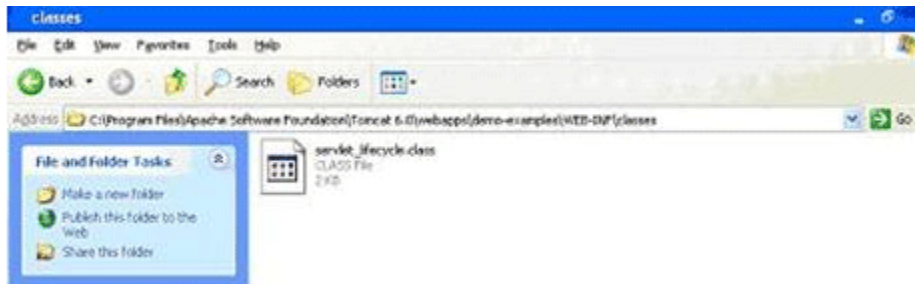 classes
File Edit View Favorites Tools Help
Back Search Folders
Address C:\Program Files\Apache Software Foundation\Tomcat 6.0\webapps\demo-examples\WEB-INF\classes Go
File and Folder Tasks
Make a new folder
Publish this folder to the
Web
Share this folder
servlet_lifecycle.class
CLASS File
2 KB